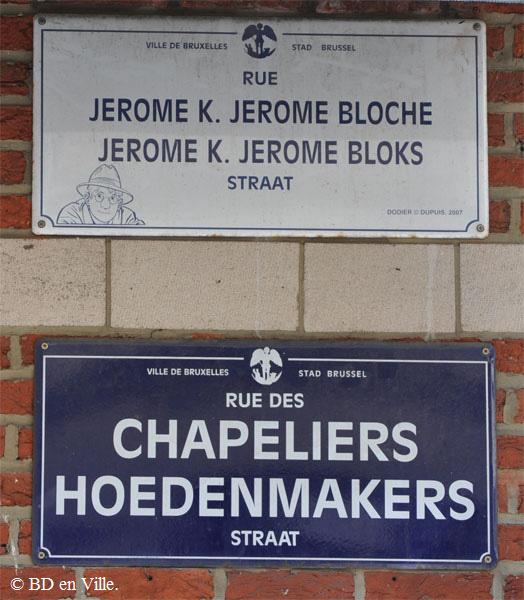 VILLE DE BRUXELLES STAD BRUSSEL
RUE
JEROME K. JEROME BLOCHE
JEROME K. JEROME BLOKS
STRAAT
DODIER © DUPUIS, 2007
VILLE DE BRUXELLES STAD BRUSSEL
RUE DES
CHAPELIERS
HOEDENMAKERS
STRAAT
© BD en Ville.